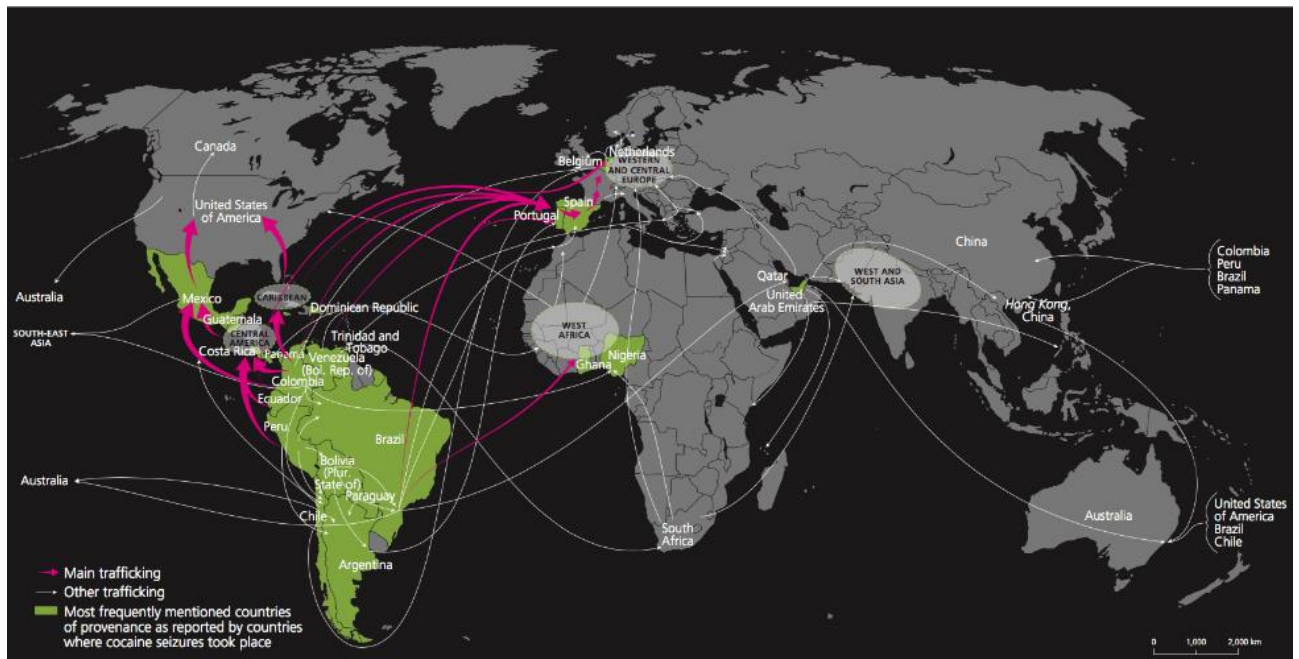 Canada
United States
of America
Australia
SOUTH-EAST
ASIA
Mexico
Guatemala
CENTRAL
AMERICA
Costa Rica
Panama
CARIBBEAN
Dominican Republic
Trinidad and
Tobago
Venezuela
(Bol. Rep. of)
Colombia
Ecuador
Peru
Brazil
Bolivia
(Plur.
State of)
Paraguay
Chile
Argentina
Australia
Belgium
Netherlands
WESTERN
AND CENTRAL
EUROPE
Spain
Portugal
WEST
AFRICA
Ghana
Nigeria
South
Africa
Qatar
United
Arab Emirates
WEST AND
SOUTH ASIA
China
Hong Kong,
China
Colombia
Peru
Brazil
Panama
Australia
United States
of America
Brazil
Chile
Main trafficking
Other trafficking
Most frequently mentioned countries
of provenance as reported by countries
where cocaine seizures took place
0 1,000 2,000 km